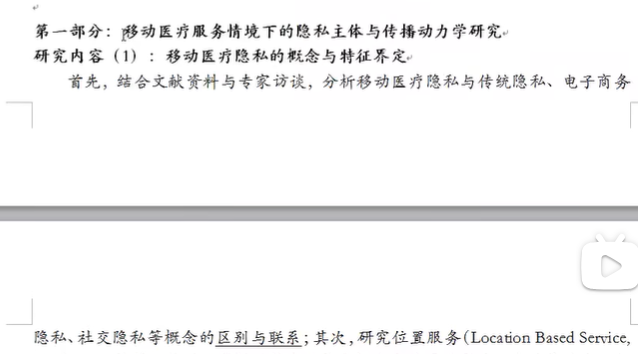 第一部分：移动医疗服务情境下的隐私主体与传播动力学研究
研究内容（1）：移动医疗隐私的概念与特征界定
首先，结合文献资料与专家访谈，分析移动医疗隐私与传统隐私、电子商务
隐私、社交隐私等概念的区别与联系；其次，研究位置服务（Location Based Service,